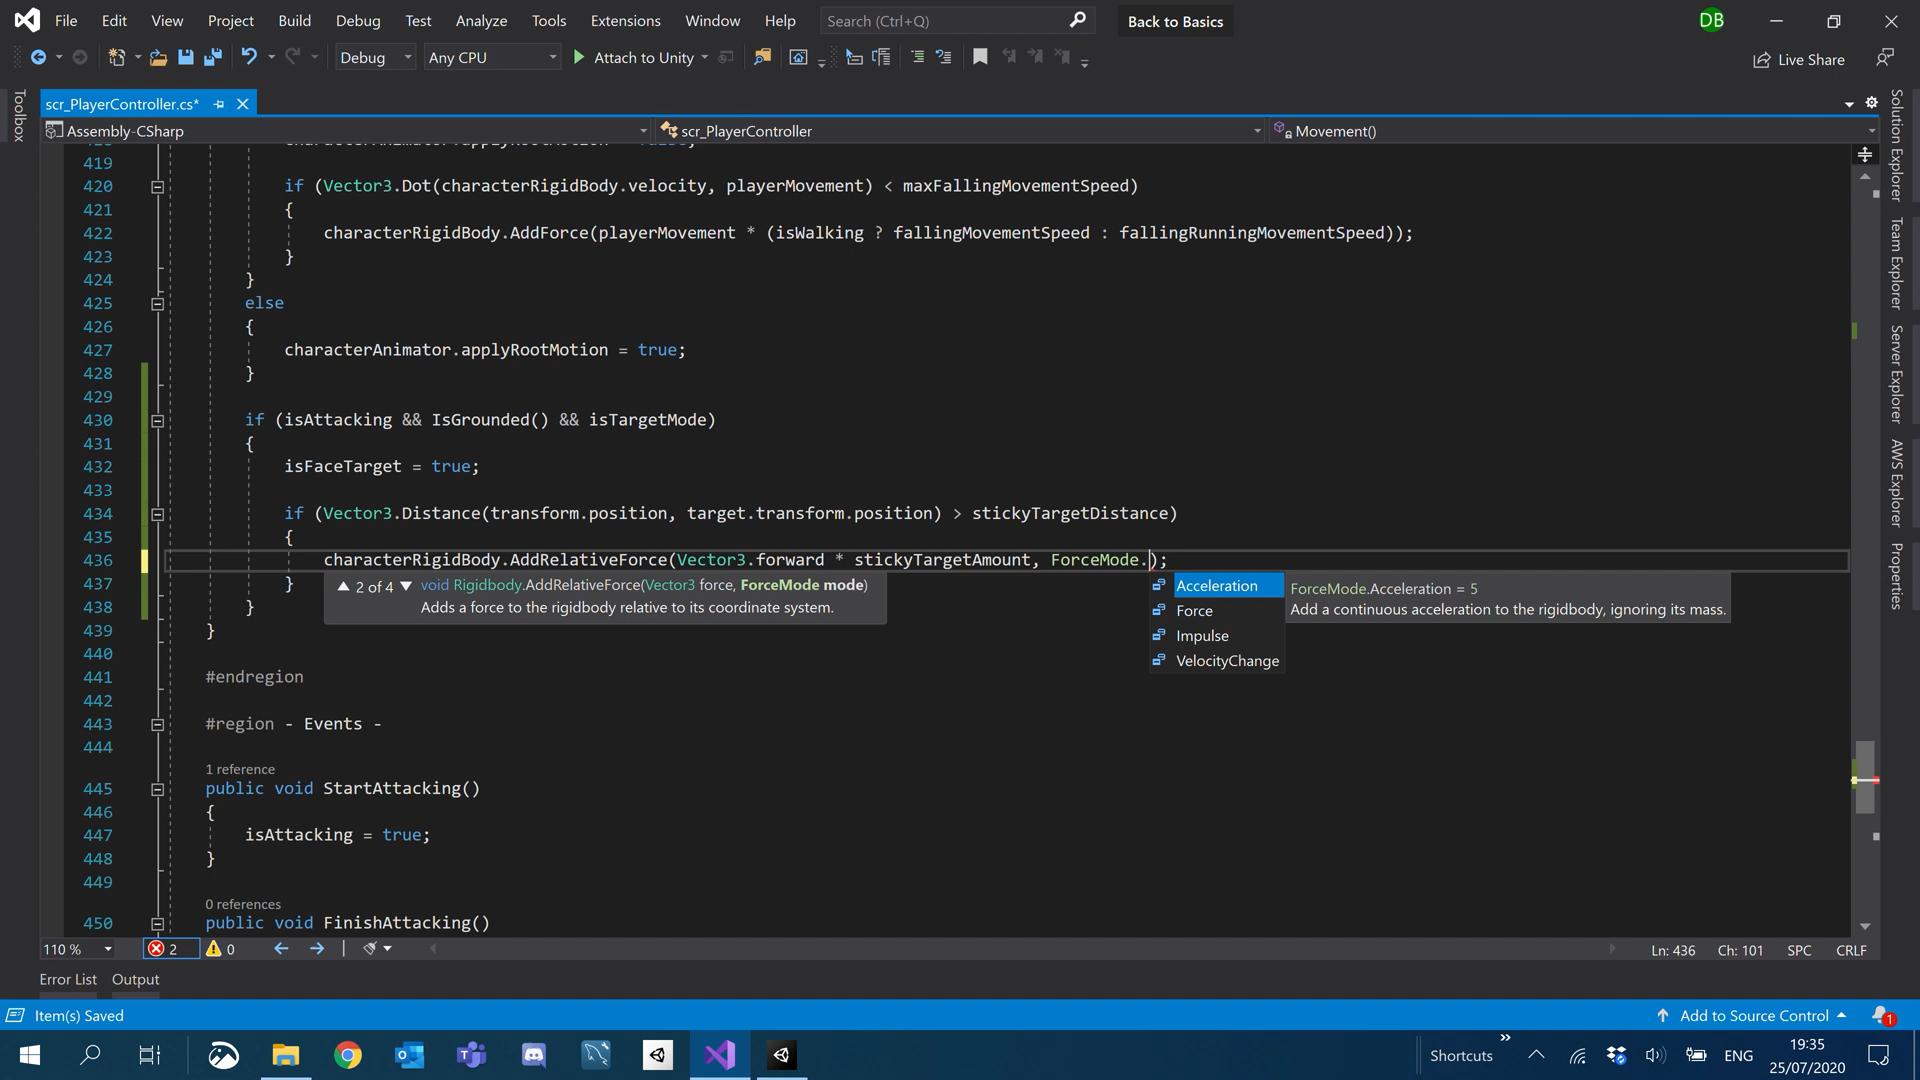 File Edit View Project Build Debug Test Analyze Tools Extensions Window Help Search (Ctrl+Q) Back to Basics DB
Debug Any CPU Attach to Unity Live Share
scr_PlayerController.cs*
Assembly-CSharp scr_PlayerController Movement()
Toolbox
Solution Explorer
Team Explorer
Server Explorer
AWS Explorer
Properties
419
420 if (Vector3.Dot(characterRigidBody.velocity, playerMovement) < maxFallingMovementSpeed)
421 {
422 characterRigidBody.AddForce(playerMovement * (isWalking ? fallingMovementSpeed : fallingRunningMovementSpeed));
423 }
424 }
425 else
426 {
427 characterAnimator.applyRootMotion = true;
428 }
429
430 if (isAttacking && IsGrounded() && isTargetMode)
431 {
432 isFaceTarget = true;
433
434 if (Vector3.Distance(transform.position, target.transform.position) > stickyTargetDistance)
435 {
436 characterRigidBody.AddRelativeForce(Vector3.forward * stickyTargetAmount, ForceMode.);
437 }
▲ 2 of 4 ▼ void Rigidbody.AddRelativeForce(Vector3 force, ForceMode mode)
Adds a force to the rigidbody relative to its coordinate system.
Acceleration
Force
Impulse
VelocityChange
ForceMode.Acceleration = 5
Add a continuous acceleration to the rigidbody, ignoring its mass.
438 }
439 }
440
441 #endregion
442
443 #region - Events -
444
1 reference
445 public void StartAttacking()
446 {
447 isAttacking = true;
448 }
449
0 references
450 public void FinishAttacking()
110 % 2 0 Ln: 436 Ch: 101 SPC CRLF
Error List Output
Item(s) Saved Add to Source Control 1
Shortcuts ENG 19:35
25/07/2020